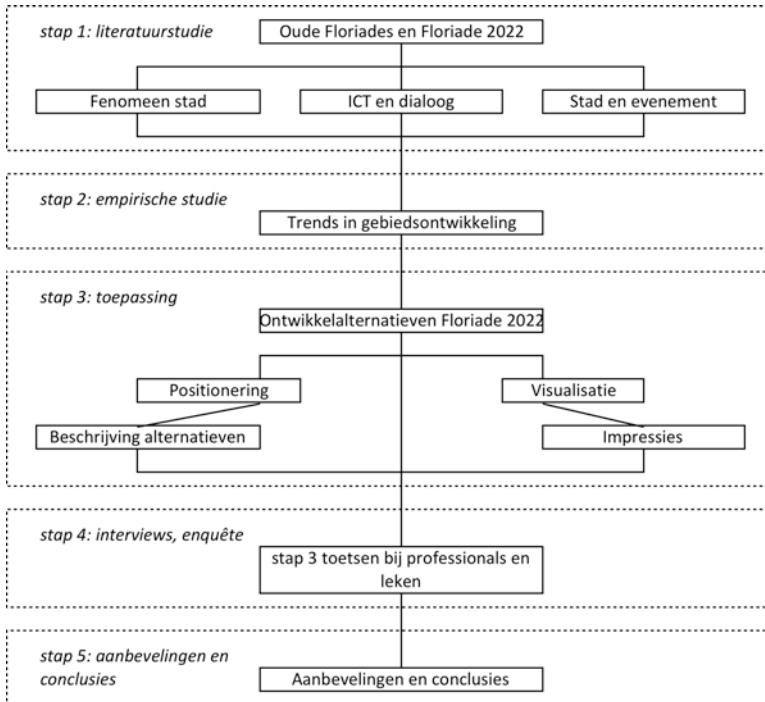 stap 1: literatuurstudie
Oude Floriades en Floriade 2022
Fenomeen stad
ICT en dialoog
Stad en evenement
stap 2: empirische studie
Trends in gebiedsontwikkeling
stap 3: toepassing
Ontwikkelalternatieven Floriade 2022
Positionering
Visualisatie
Beschrijving alternatieven
Impressies
stap 4: interviews, enquête
stap 3 toetsen bij professionals en
leken
stap 5: aanbevelingen en
conclusies
Aanbevelingen en conclusies